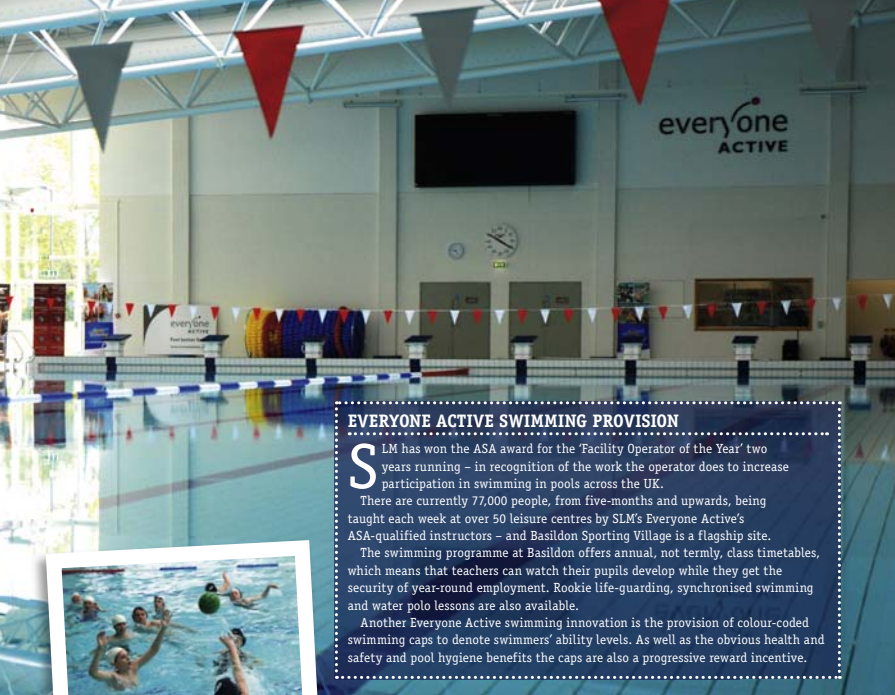 everyone
ACTIVE
everyone
ACTIVE
EVERYONE ACTIVE SWIMMING PROVISION
SLM has won the ASA award for the ‘Facility Operator of the Year’ two
years running – in recognition of the work the operator does to increase
participation in swimming in pools across the UK.
There are currently 77,000 people, from five-months and upwards, being
taught each week at over 50 leisure centres by SLM’s Everyone Active’s
ASA-qualified instructors – and Basildon Sporting Village is a flagship site.
The swimming programme at Basildon offers annual, not termly, class timetables,
which means that teachers can watch their pupils develop while they get the
security of year-round employment. Rookie life-guarding, synchronised swimming
and water polo lessons are also available.
Another Everyone Active swimming innovation is the provision of colour-coded
swimming caps to denote swimmers’ ability levels. As well as the obvious health and
safety and pool hygiene benefits the caps are also a progressive reward incentive.